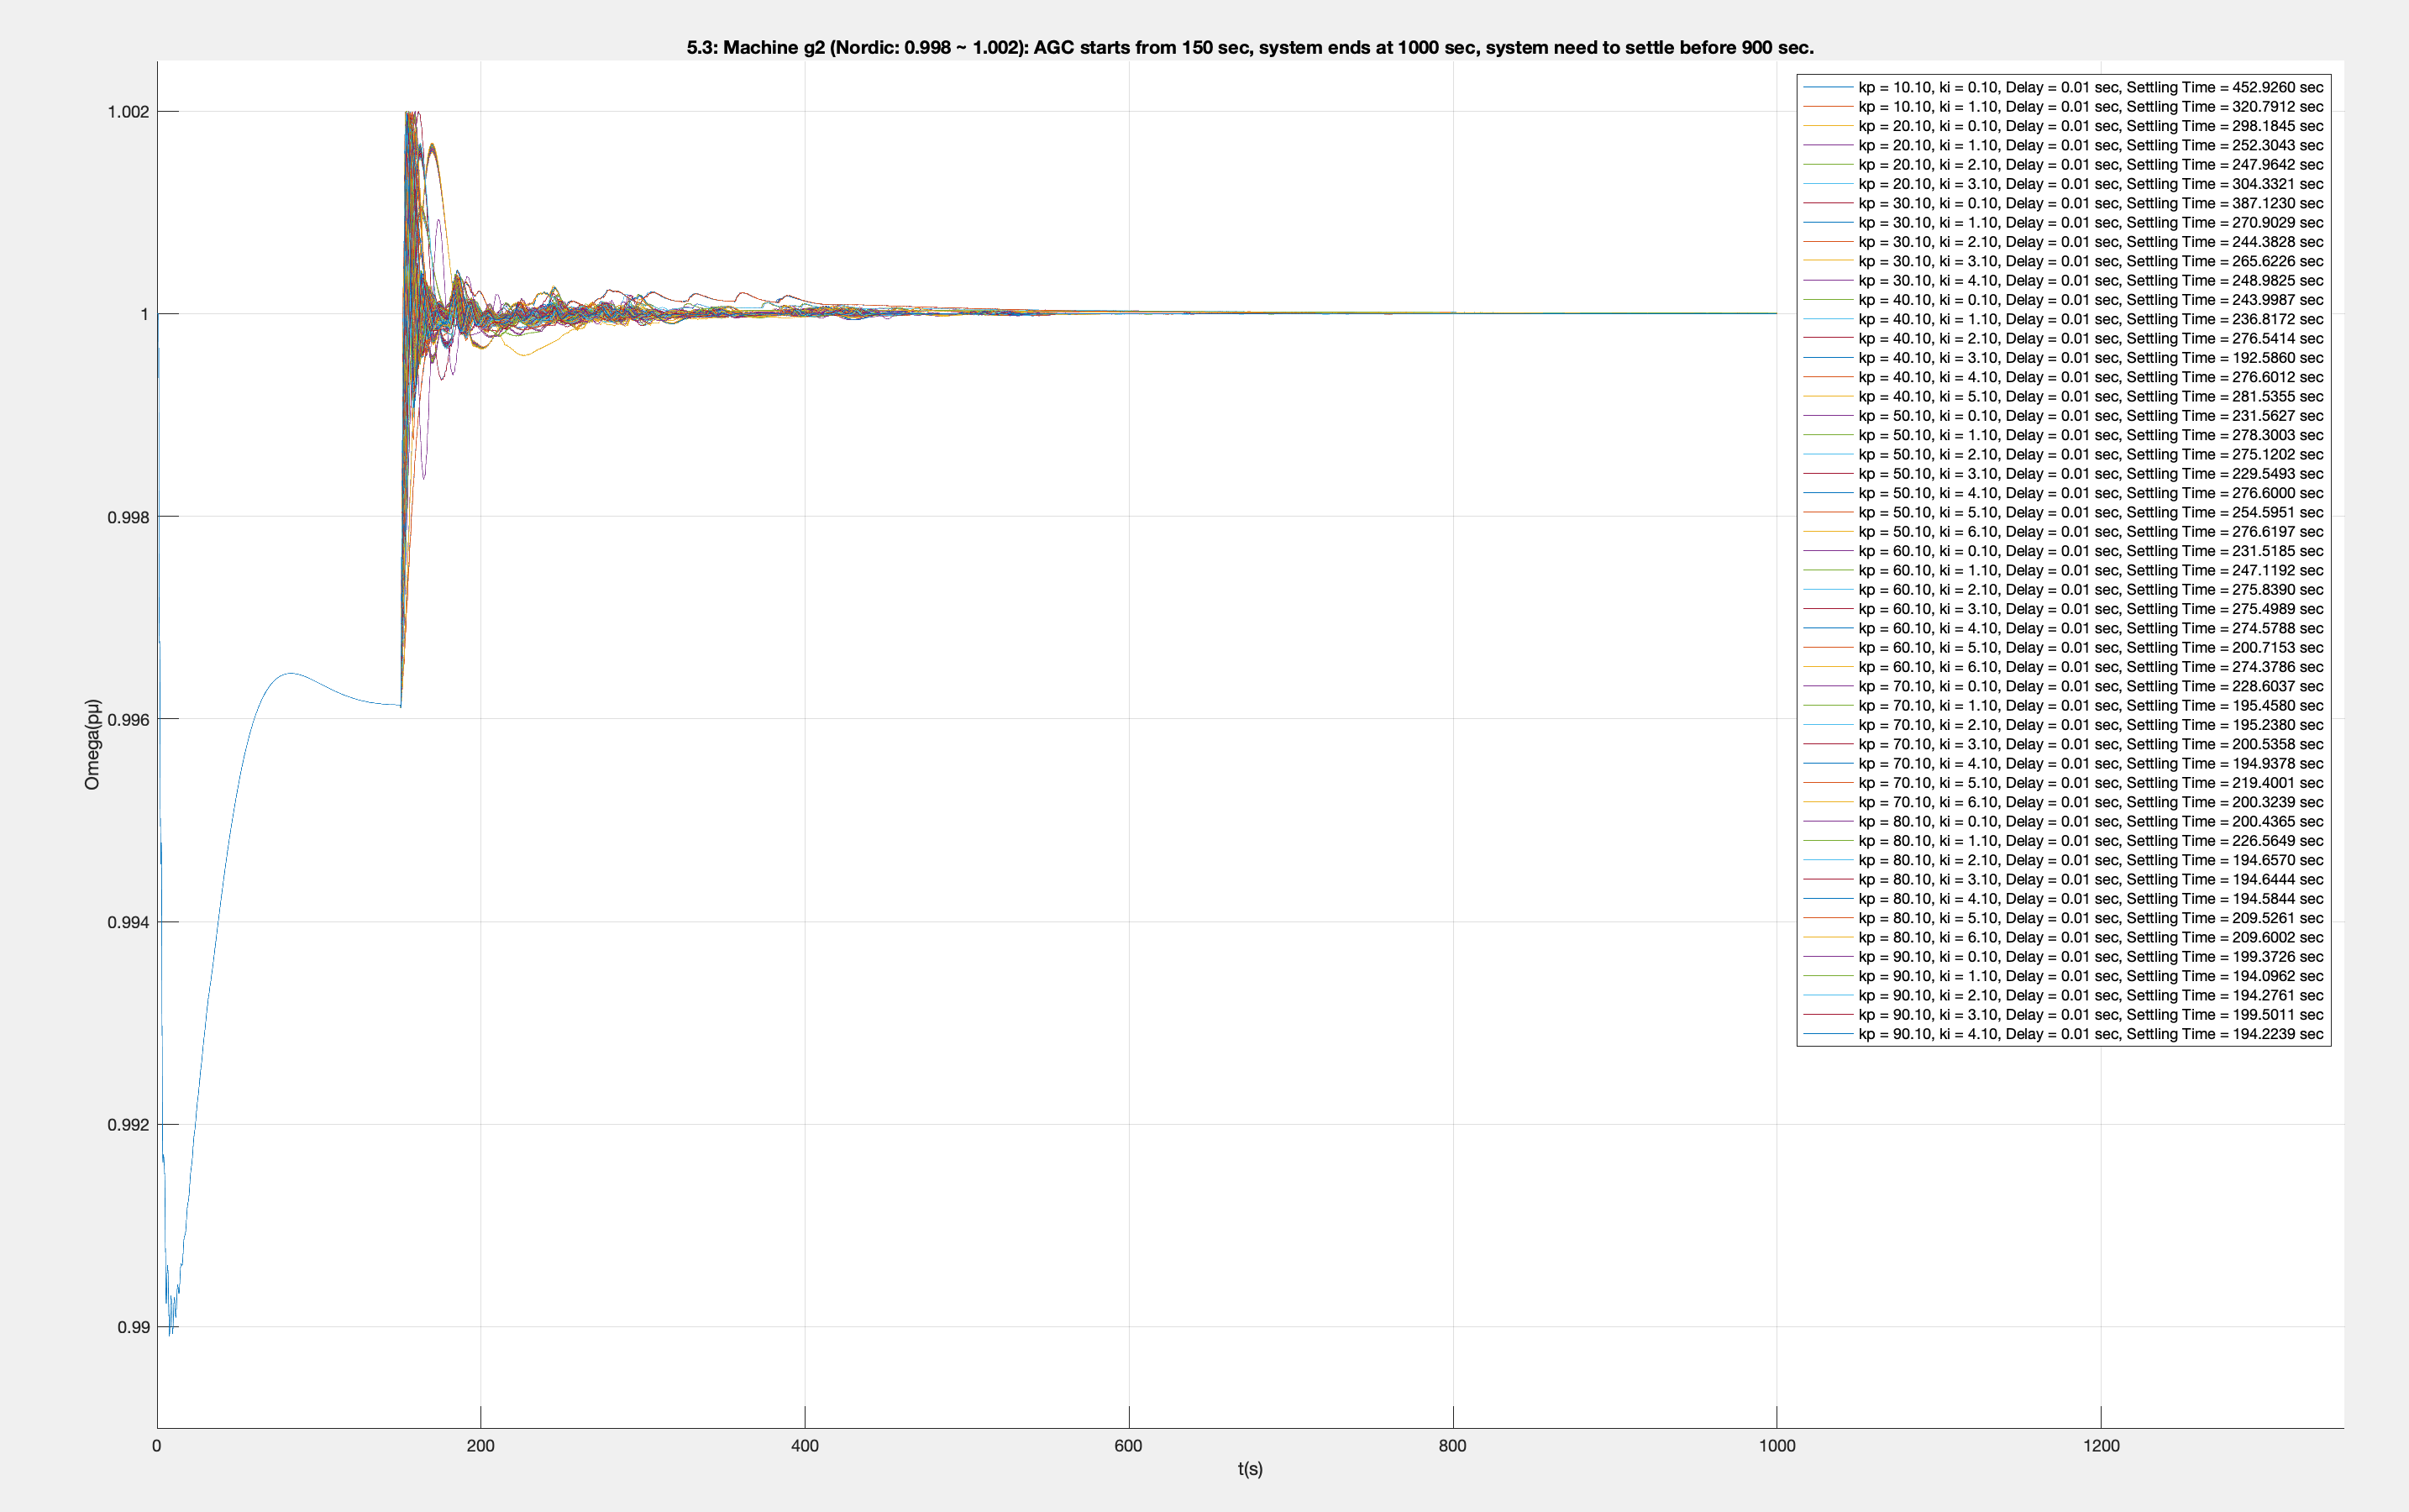 5.3: Machine g2 (Nordic: 0.998 ~ 1.002): AGC starts from 150 sec, system ends at 1000 sec, system need to settle before 900 sec.
1.002
1
0.998
0.996
0.994
0.992
0.99
Omega(pμ)
0
200
400
600
800
1000
1200
t(s)
kp = 10.10, ki = 0.10, Delay = 0.01 sec, Settling Time = 452.9260 sec
kp = 10.10, ki = 1.10, Delay = 0.01 sec, Settling Time = 320.7912 sec
kp = 20.10, ki = 0.10, Delay = 0.01 sec, Settling Time = 298.1845 sec
kp = 20.10, ki = 1.10, Delay = 0.01 sec, Settling Time = 252.3043 sec
kp = 20.10, ki = 2.10, Delay = 0.01 sec, Settling Time = 247.9642 sec
kp = 20.10, ki = 3.10, Delay = 0.01 sec, Settling Time = 304.3321 sec
kp = 30.10, ki = 0.10, Delay = 0.01 sec, Settling Time = 387.1230 sec
kp = 30.10, ki = 1.10, Delay = 0.01 sec, Settling Time = 270.9029 sec
kp = 30.10, ki = 2.10, Delay = 0.01 sec, Settling Time = 244.3828 sec
kp = 30.10, ki = 3.10, Delay = 0.01 sec, Settling Time = 265.6226 sec
kp = 30.10, ki = 4.10, Delay = 0.01 sec, Settling Time = 248.9825 sec
kp = 40.10, ki = 0.10, Delay = 0.01 sec, Settling Time = 243.9987 sec
kp = 40.10, ki = 1.10, Delay = 0.01 sec, Settling Time = 236.8172 sec
kp = 40.10, ki = 2.10, Delay = 0.01 sec, Settling Time = 276.5414 sec
kp = 40.10, ki = 3.10, Delay = 0.01 sec, Settling Time = 192.5860 sec
kp = 40.10, ki = 4.10, Delay = 0.01 sec, Settling Time = 276.6012 sec
kp = 40.10, ki = 5.10, Delay = 0.01 sec, Settling Time = 281.5355 sec
kp = 50.10, ki = 0.10, Delay = 0.01 sec, Settling Time = 231.5627 sec
kp = 50.10, ki = 1.10, Delay = 0.01 sec, Settling Time = 278.3003 sec
kp = 50.10, ki = 2.10, Delay = 0.01 sec, Settling Time = 275.1202 sec
kp = 50.10, ki = 3.10, Delay = 0.01 sec, Settling Time = 229.5493 sec
kp = 50.10, ki = 4.10, Delay = 0.01 sec, Settling Time = 276.6000 sec
kp = 50.10, ki = 5.10, Delay = 0.01 sec, Settling Time = 254.5951 sec
kp = 50.10, ki = 6.10, Delay = 0.01 sec, Settling Time = 276.6197 sec
kp = 60.10, ki = 0.10, Delay = 0.01 sec, Settling Time = 231.5185 sec
kp = 60.10, ki = 1.10, Delay = 0.01 sec, Settling Time = 247.1192 sec
kp = 60.10, ki = 2.10, Delay = 0.01 sec, Settling Time = 275.8390 sec
kp = 60.10, ki = 3.10, Delay = 0.01 sec, Settling Time = 275.4989 sec
kp = 60.10, ki = 4.10, Delay = 0.01 sec, Settling Time = 274.5788 sec
kp = 60.10, ki = 5.10, Delay = 0.01 sec, Settling Time = 200.7153 sec
kp = 60.10, ki = 6.10, Delay = 0.01 sec, Settling Time = 274.3786 sec
kp = 70.10, ki = 0.10, Delay = 0.01 sec, Settling Time = 228.6037 sec
kp = 70.10, ki = 1.10, Delay = 0.01 sec, Settling Time = 195.4580 sec
kp = 70.10, ki = 2.10, Delay = 0.01 sec, Settling Time = 195.2380 sec
kp = 70.10, ki = 3.10, Delay = 0.01 sec, Settling Time = 200.5358 sec
kp = 70.10, ki = 4.10, Delay = 0.01 sec, Settling Time = 194.9378 sec
kp = 70.10, ki = 5.10, Delay = 0.01 sec, Settling Time = 219.4001 sec
kp = 70.10, ki = 6.10, Delay = 0.01 sec, Settling Time = 200.3239 sec
kp = 80.10, ki = 0.10, Delay = 0.01 sec, Settling Time = 200.4365 sec
kp = 80.10, ki = 1.10, Delay = 0.01 sec, Settling Time = 226.5649 sec
kp = 80.10, ki = 2.10, Delay = 0.01 sec, Settling Time = 194.6570 sec
kp = 80.10, ki = 3.10, Delay = 0.01 sec, Settling Time = 194.6444 sec
kp = 80.10, ki = 4.10, Delay = 0.01 sec, Settling Time = 194.5844 sec
kp = 80.10, ki = 5.10, Delay = 0.01 sec, Settling Time = 209.5261 sec
kp = 80.10, ki = 6.10, Delay = 0.01 sec, Settling Time = 209.6002 sec
kp = 90.10, ki = 0.10, Delay = 0.01 sec, Settling Time = 199.3726 sec
kp = 90.10, ki = 1.10, Delay = 0.01 sec, Settling Time = 194.0962 sec
kp = 90.10, ki = 2.10, Delay = 0.01 sec, Settling Time = 194.2761 sec
kp = 90.10, ki = 3.10, Delay = 0.01 sec, Settling Time = 199.5011 sec
kp = 90.10, ki = 4.10, Delay = 0.01 sec, Settling Time = 194.2239 sec